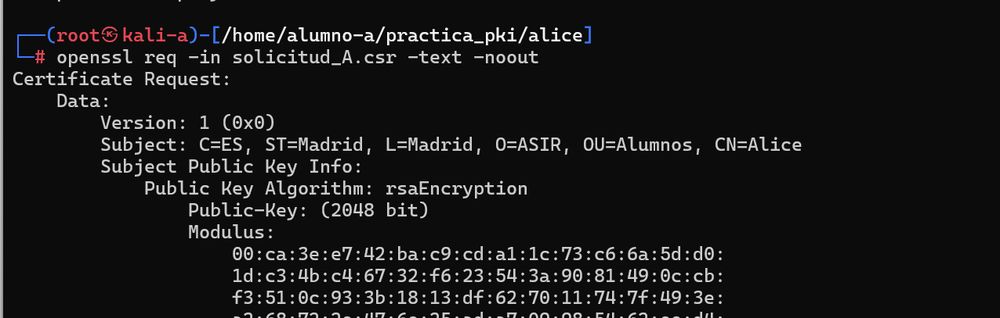 ┌──(root㉿kali-a)-[/home/alumno-a/practica_pki/alice]
└─# openssl req -in solicitud_A.csr -text -noout
Certificate Request:
    Data:
        Version: 1 (0x0)
        Subject: C=ES, ST=Madrid, L=Madrid, O=ASIR, OU=Alumnos, CN=Alice
        Subject Public Key Info:
            Public Key Algorithm: rsaEncryption
                Public-Key: (2048 bit)
                Modulus:
                    00:ca:3e:e7:42:ba:c9:cd:a1:1c:73:c6:6a:5d:d0:
                    1d:c3:4b:c4:67:32:f6:23:54:3a:90:81:49:0c:cb:
                    f3:51:0c:93:3b:18:13:df:62:70:11:74:7f:49:3e: